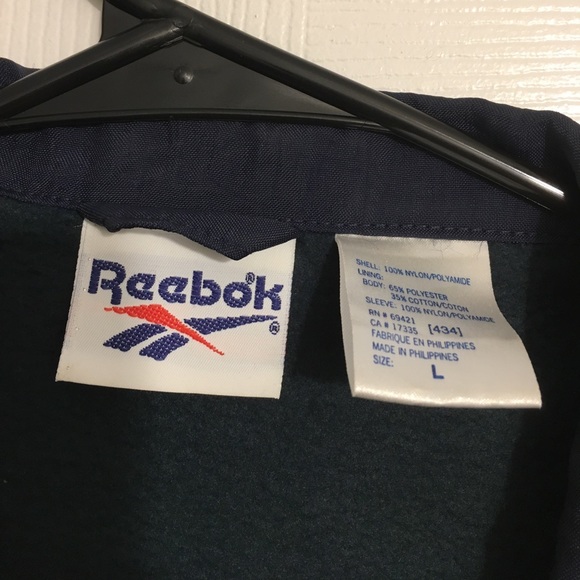 Reebok®
®
SHELL: 100% NYLON/POLYAMIDE
LINING:
BODY: 65% POLYESTER
35% COTTON/COTON
SLEEVE: 100% NYLON/POLYAMIDE
RN # 69421
CA # 17335 [434]
FABRIQUE EN PHILIPPINES
MADE IN PHILIPPINES
SIZE: L